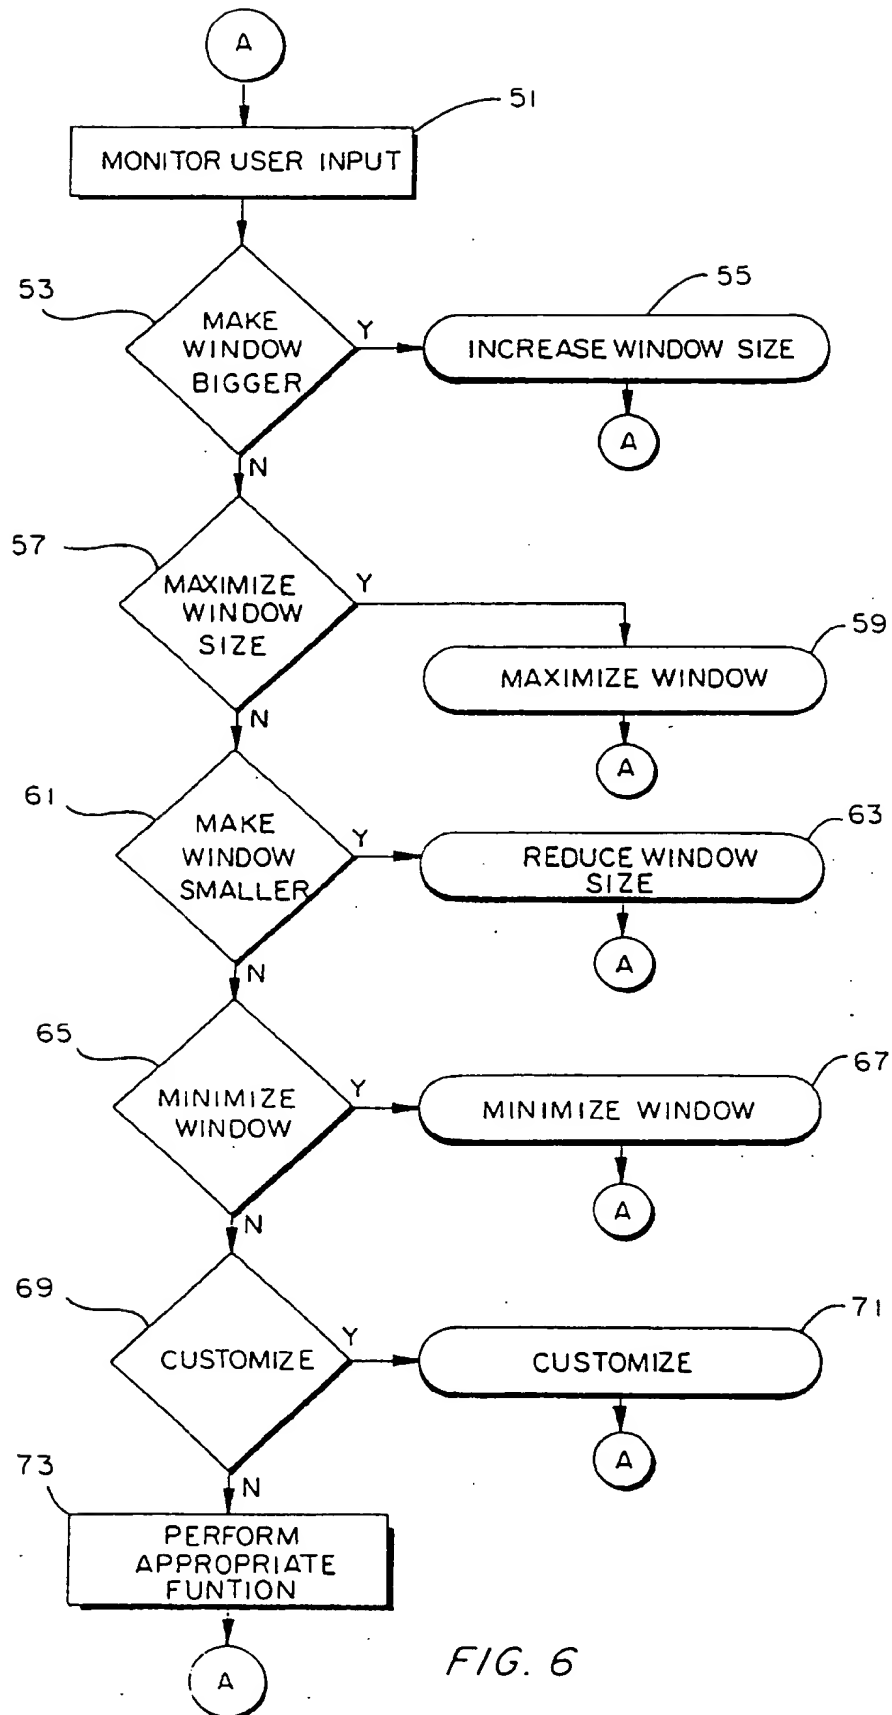 A
51
MONITOR USER INPUT
53
MAKE
WINDOW
BIGGER
Y
55
INCREASE WINDOW SIZE
A
N
57
MAXIMIZE
WINDOW
SIZE
Y
59
MAXIMIZE WINDOW
A
N
61
MAKE
WINDOW
SMALLER
Y
63
REDUCE WINDOW
SIZE
A
N
65
MINIMIZE
WINDOW
Y
67
MINIMIZE WINDOW
A
N
69
CUSTOMIZE
Y
71
CUSTOMIZE
A
N
73
PERFORM
APPROPRIATE
FUNTION
A
FIG. 6